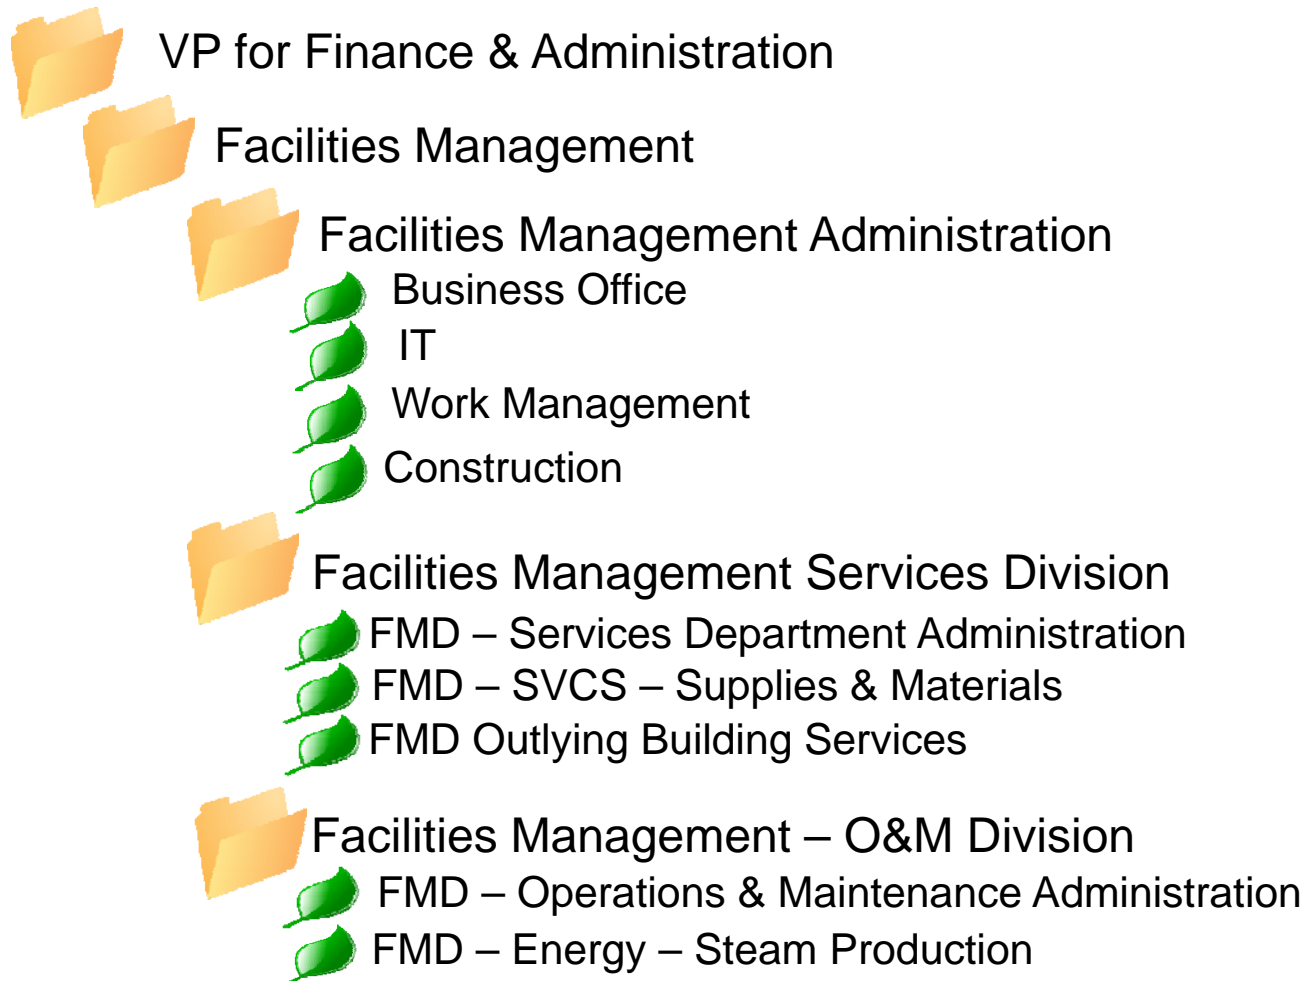 VP for Finance & Administration
Facilities Management
Facilities Management Administration
Business Office
IT
Work Management
Construction
Facilities Management Services Division
FMD – Services Department Administration
FMD – SVCS – Supplies & Materials
FMD Outlying Building Services
Facilities Management – O&M Division
FMD – Operations & Maintenance Administration
FMD – Energy – Steam Production